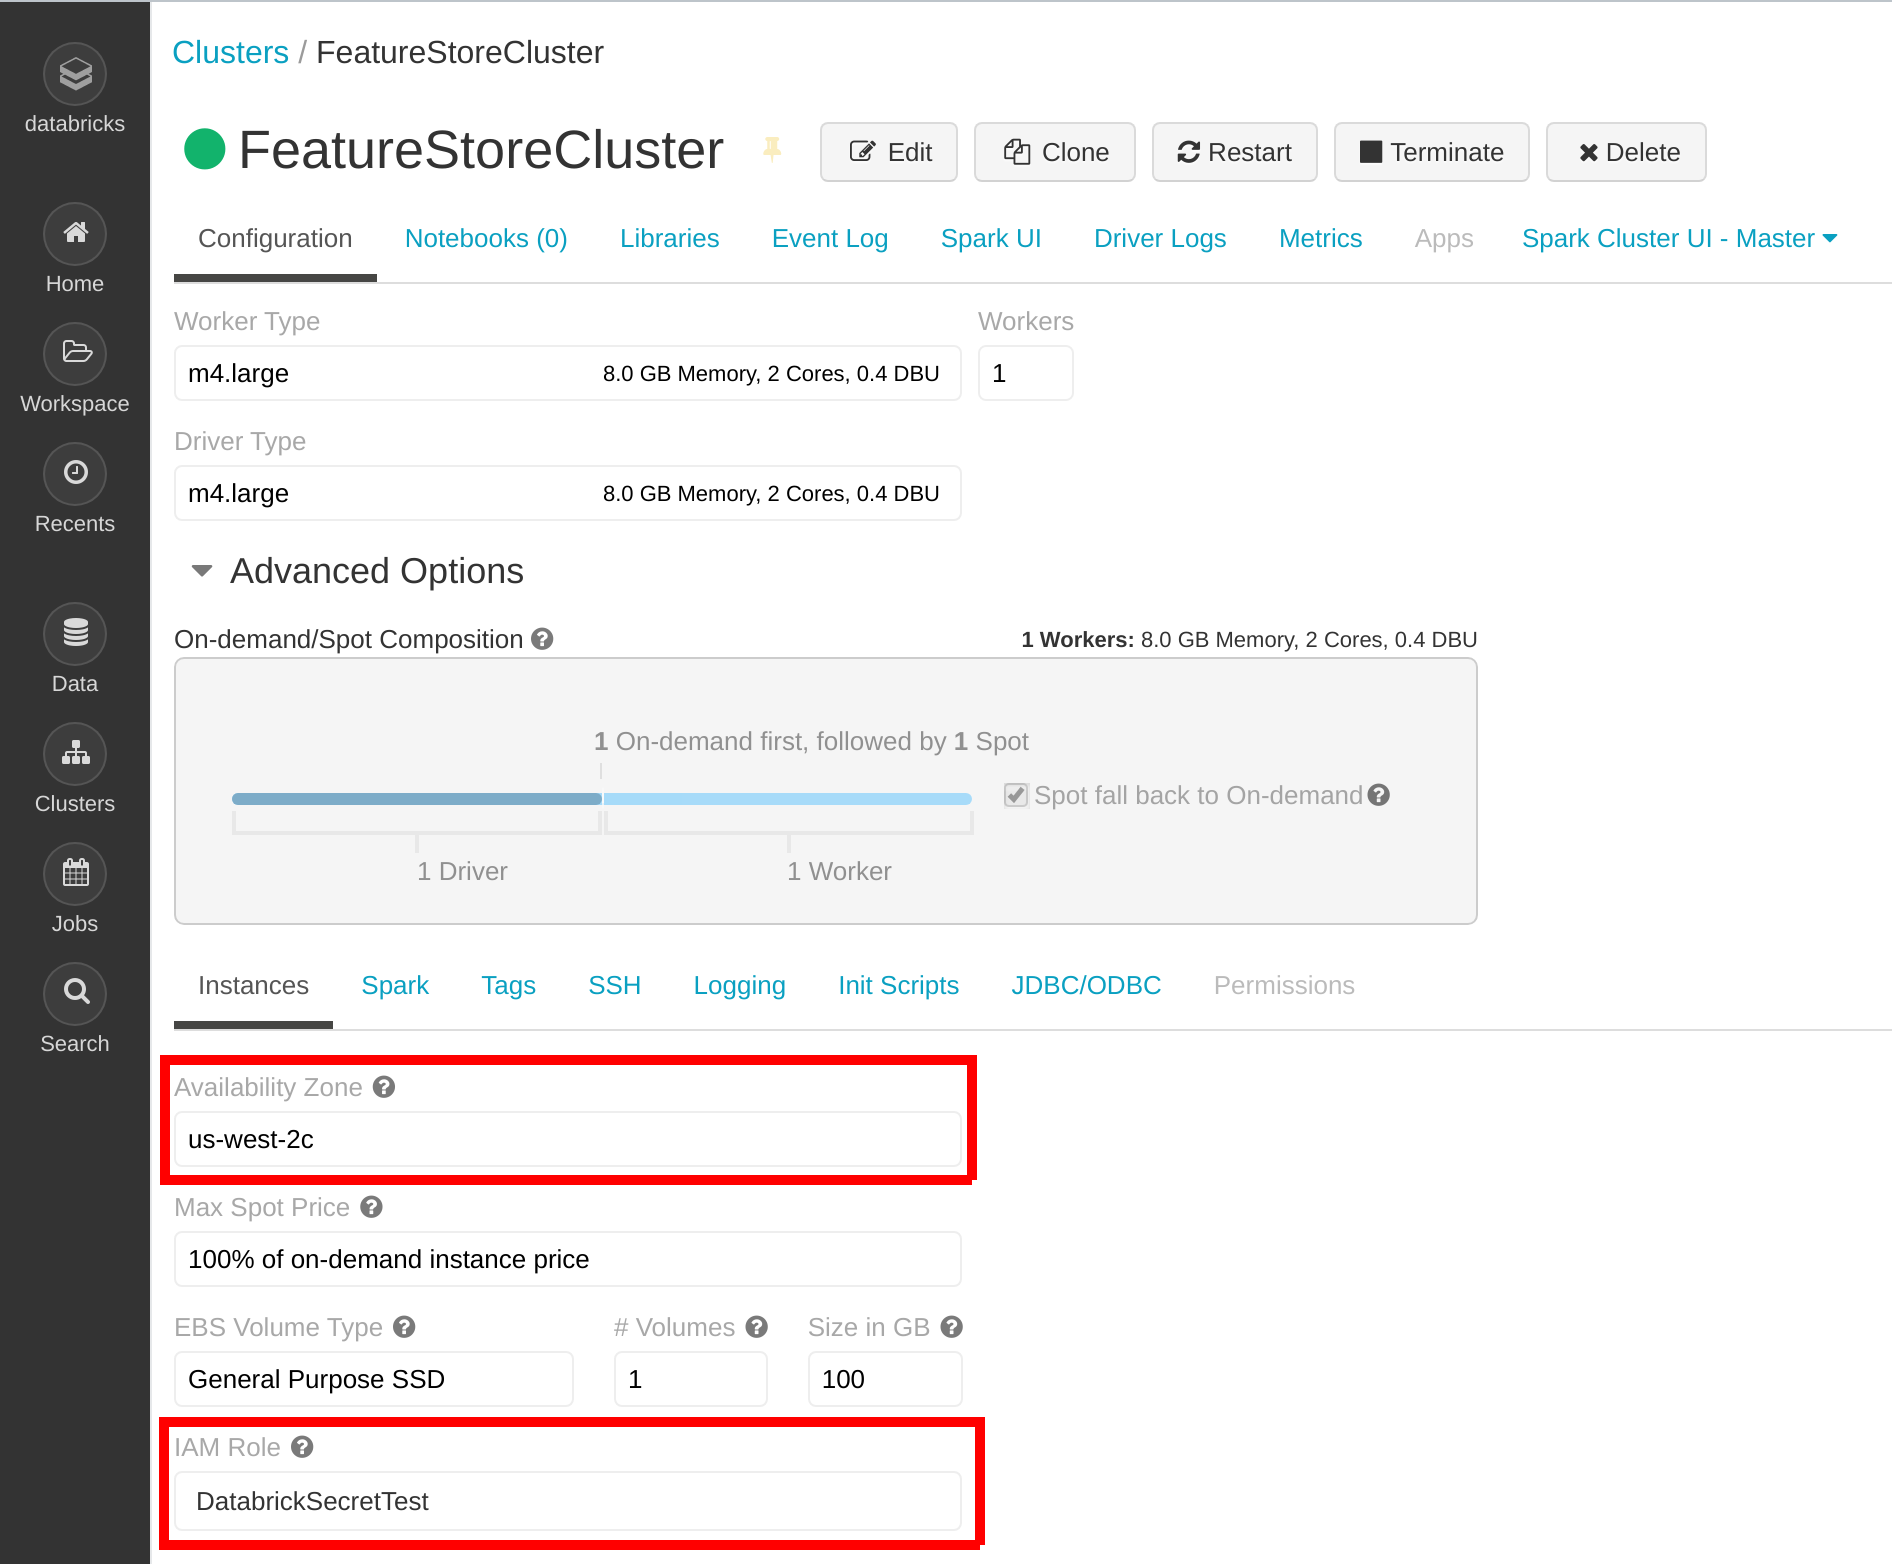 databricks
Home
Workspace
Recents
Data
Clusters
Jobs
Search
Clusters / FeatureStoreCluster
FeatureStoreCluster
Edit Clone Restart Terminate Delete
Configuration Notebooks (0) Libraries Event Log Spark UI Driver Logs Metrics Apps Spark Cluster UI - Master
Worker Type Workers
m4.large 8.0 GB Memory, 2 Cores, 0.4 DBU 1
Driver Type
m4.large 8.0 GB Memory, 2 Cores, 0.4 DBU
Advanced Options
On-demand/Spot Composition ? 1 Workers: 8.0 GB Memory, 2 Cores, 0.4 DBU
1 On-demand first, followed by 1 Spot
Spot fall back to On-demand ?
1 Driver 1 Worker
Instances Spark Tags SSH Logging Init Scripts JDBC/ODBC Permissions
Availability Zone ?
us-west-2c
Max Spot Price ?
100% of on-demand instance price
EBS Volume Type ? # Volumes ? Size in GB ?
General Purpose SSD 1 100
IAM Role ?
DatabrickSecretTest